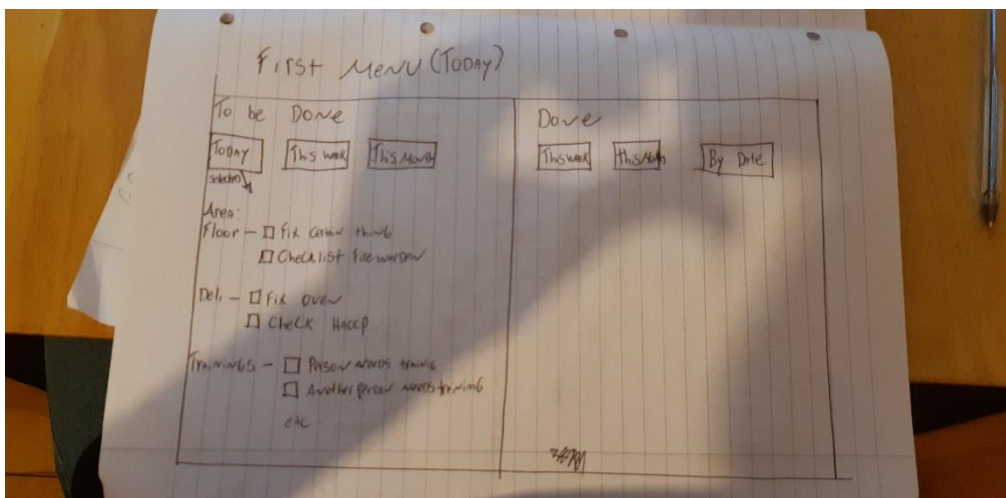 First Menu (Today)
To be Done
Today
This week
This Month
selected
Area:
Floor - Fix certain thing
Checklist Fire warden
Deli - Fix oven
Check HACCP
Trainings - Person needs training
Another person needs training
etc
Done
This week
this Month
By Date